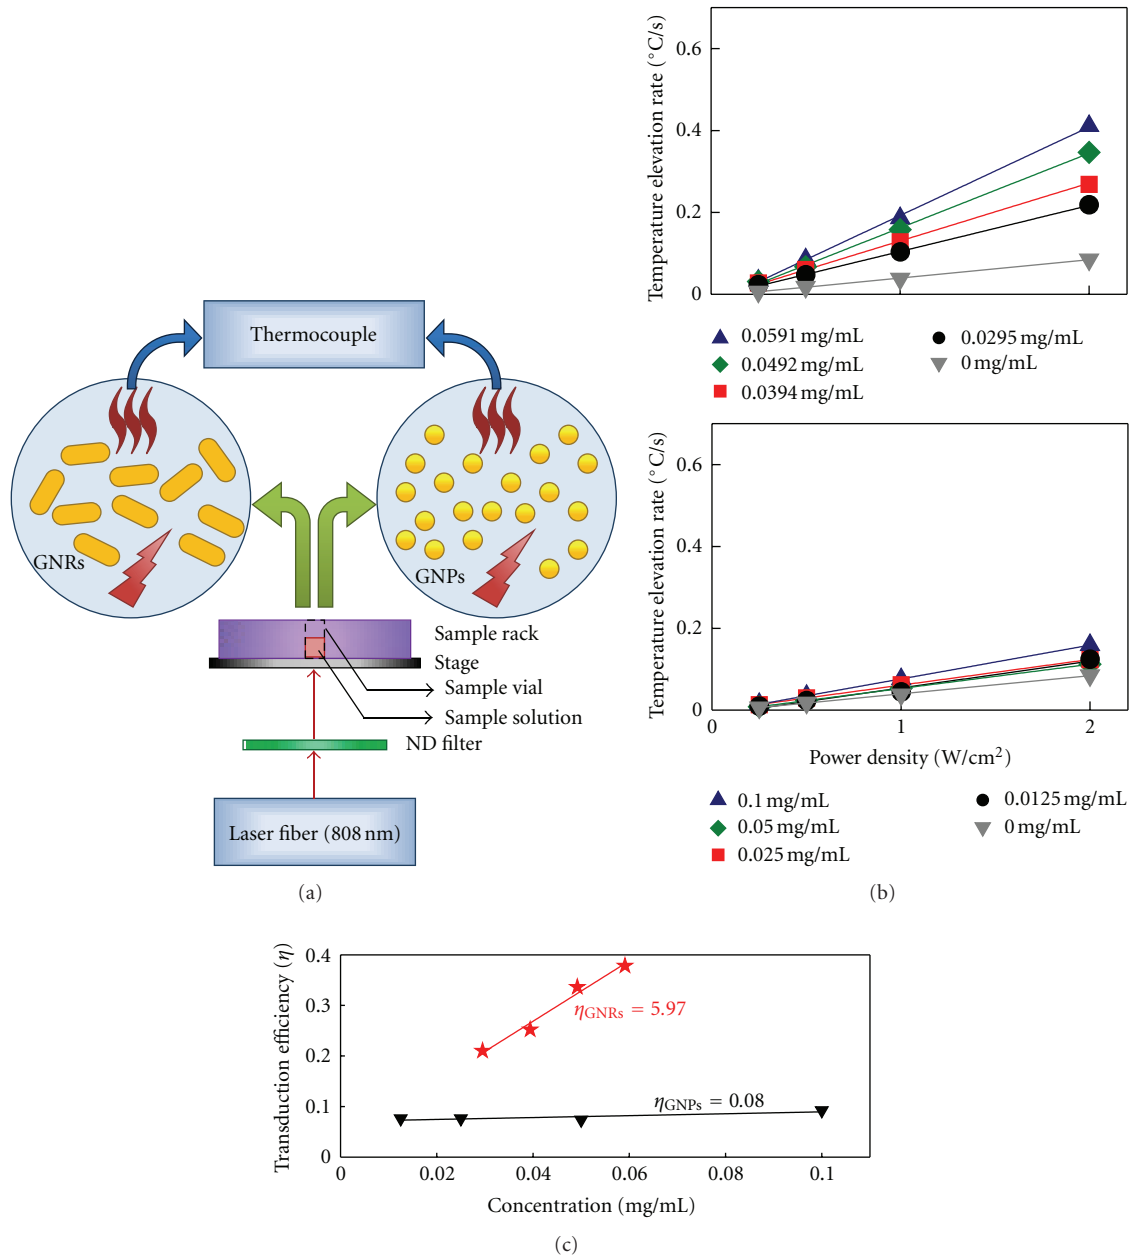 Thermocouple
GNRs
GNPs
Sample rack
Stage
Sample vial
Sample solution
ND filter
Laser fiber (808 nm)
(a)
Temperature elevation rate (°C/s)
0.6
0.4
0.2
0
0.0591 mg/mL
0.0492 mg/mL
0.0394 mg/mL
0.0295 mg/mL
0 mg/mL
Temperature elevation rate (°C/s)
0.6
0.4
0.2
0
0 1 2
Power density (W/cm²)
0.1 mg/mL
0.05 mg/mL
0.025 mg/mL
0.0125 mg/mL
0 mg/mL
(b)
Transduction efficiency (η)
0.4
0.3
0.2
0.1
0
ηGNRs = 5.97
ηGNPs = 0.08
0 0.02 0.04 0.06 0.08 0.1
Concentration (mg/mL)
(c)